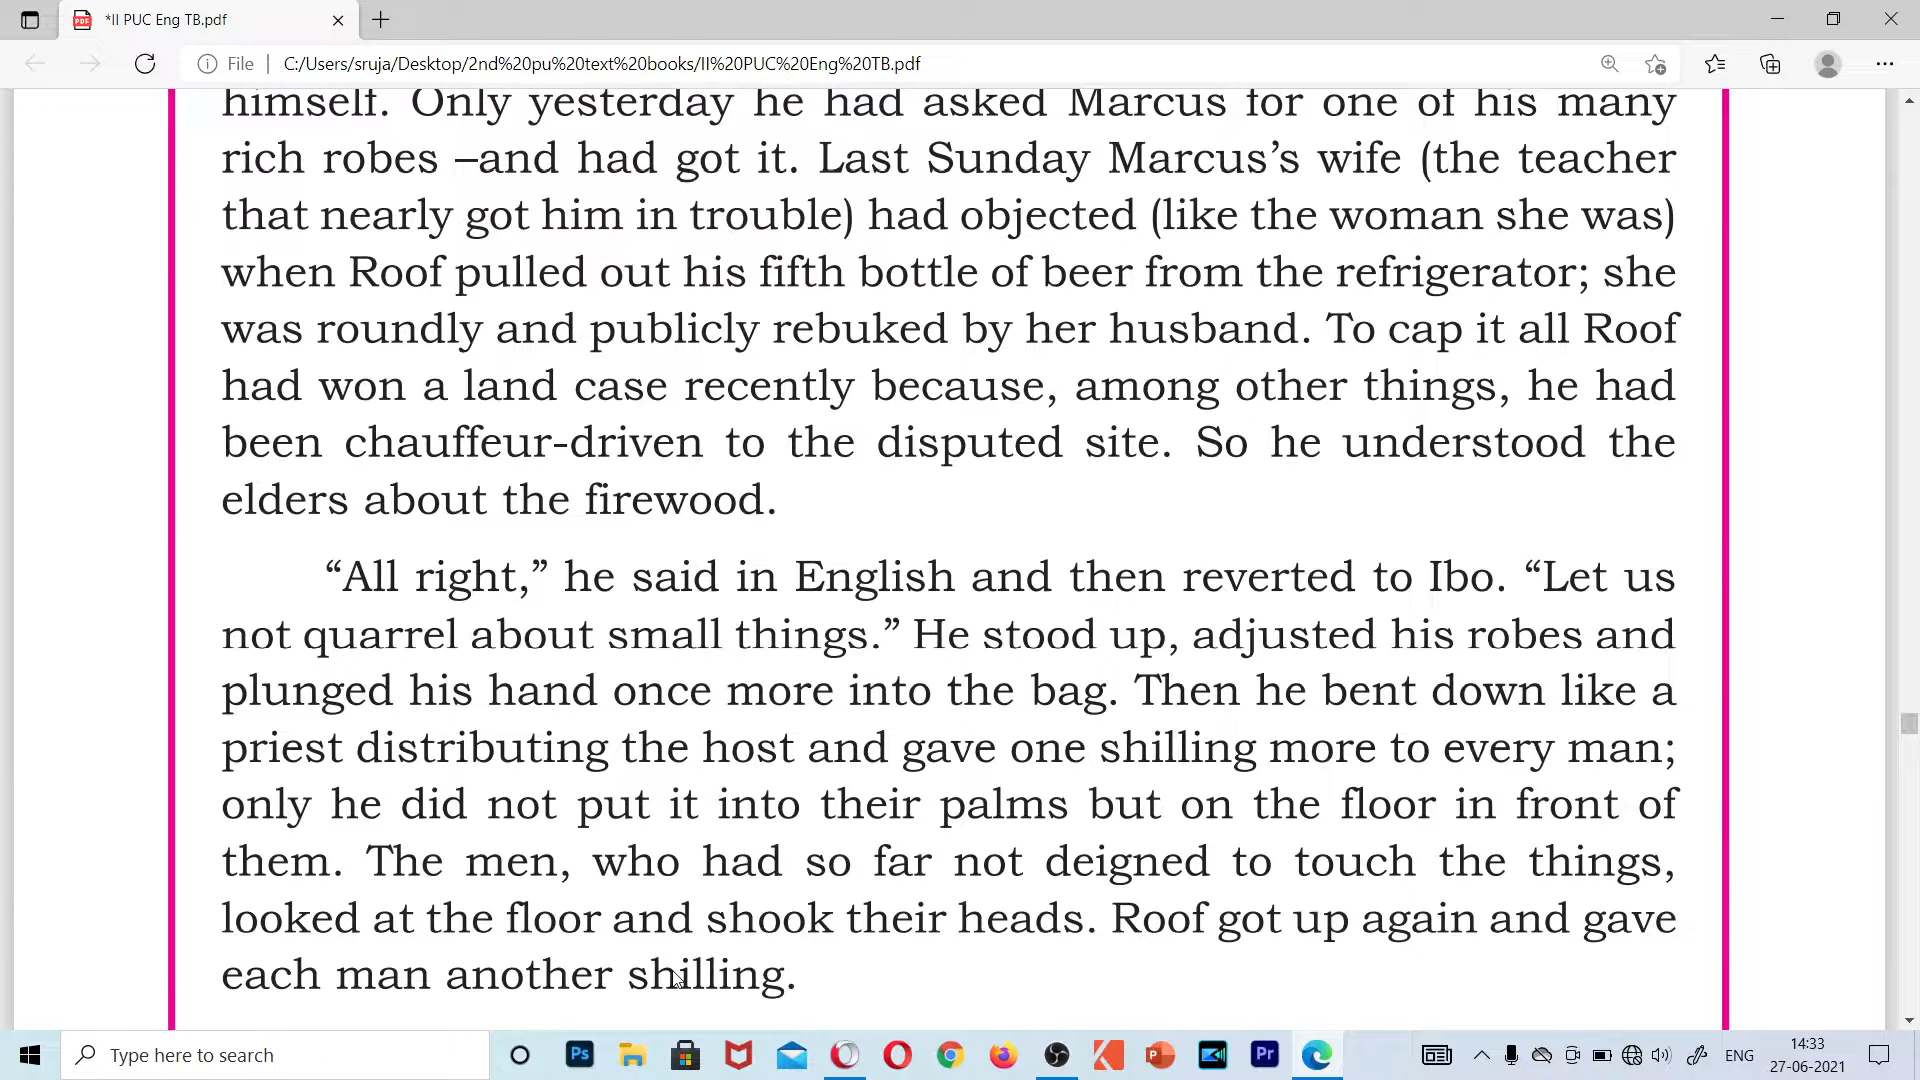 *II PUC Eng TB.pdf
File | C:/Users/sruja/Desktop/2nd%20pu%20text%20books/II%20PUC%20Eng%20TB.pdf
himself. Only yesterday he had asked Marcus for one of his many
rich robes –and had got it. Last Sunday Marcus’s wife (the teacher
that nearly got him in trouble) had objected (like the woman she was)
when Roof pulled out his fifth bottle of beer from the refrigerator; she
was roundly and publicly rebuked by her husband. To cap it all Roof
had won a land case recently because, among other things, he had
been chauffeur-driven to the disputed site. So he understood the
elders about the firewood.
“All right,” he said in English and then reverted to Ibo. “Let us
not quarrel about small things.” He stood up, adjusted his robes and
plunged his hand once more into the bag. Then he bent down like a
priest distributing the host and gave one shilling more to every man;
only he did not put it into their palms but on the floor in front of
them. The men, who had so far not deigned to touch the things,
looked at the floor and shook their heads. Roof got up again and gave
each man another shilling.
Type here to search
Ps
Pr
ENG
14:33
27-06-2021